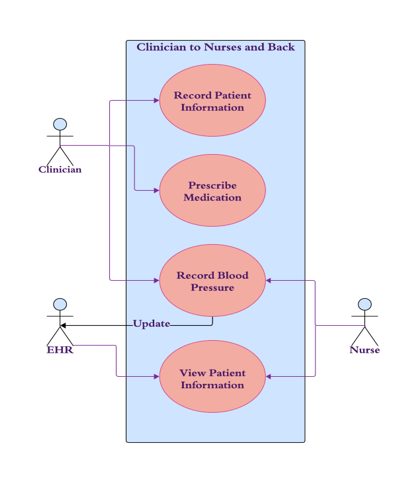 Clinician to Nurses and Back
Record Patient
Information
Clinician
Prescribe
Medication
Record Blood
Pressure
Update
EHR
Nurse
View Patient
Information